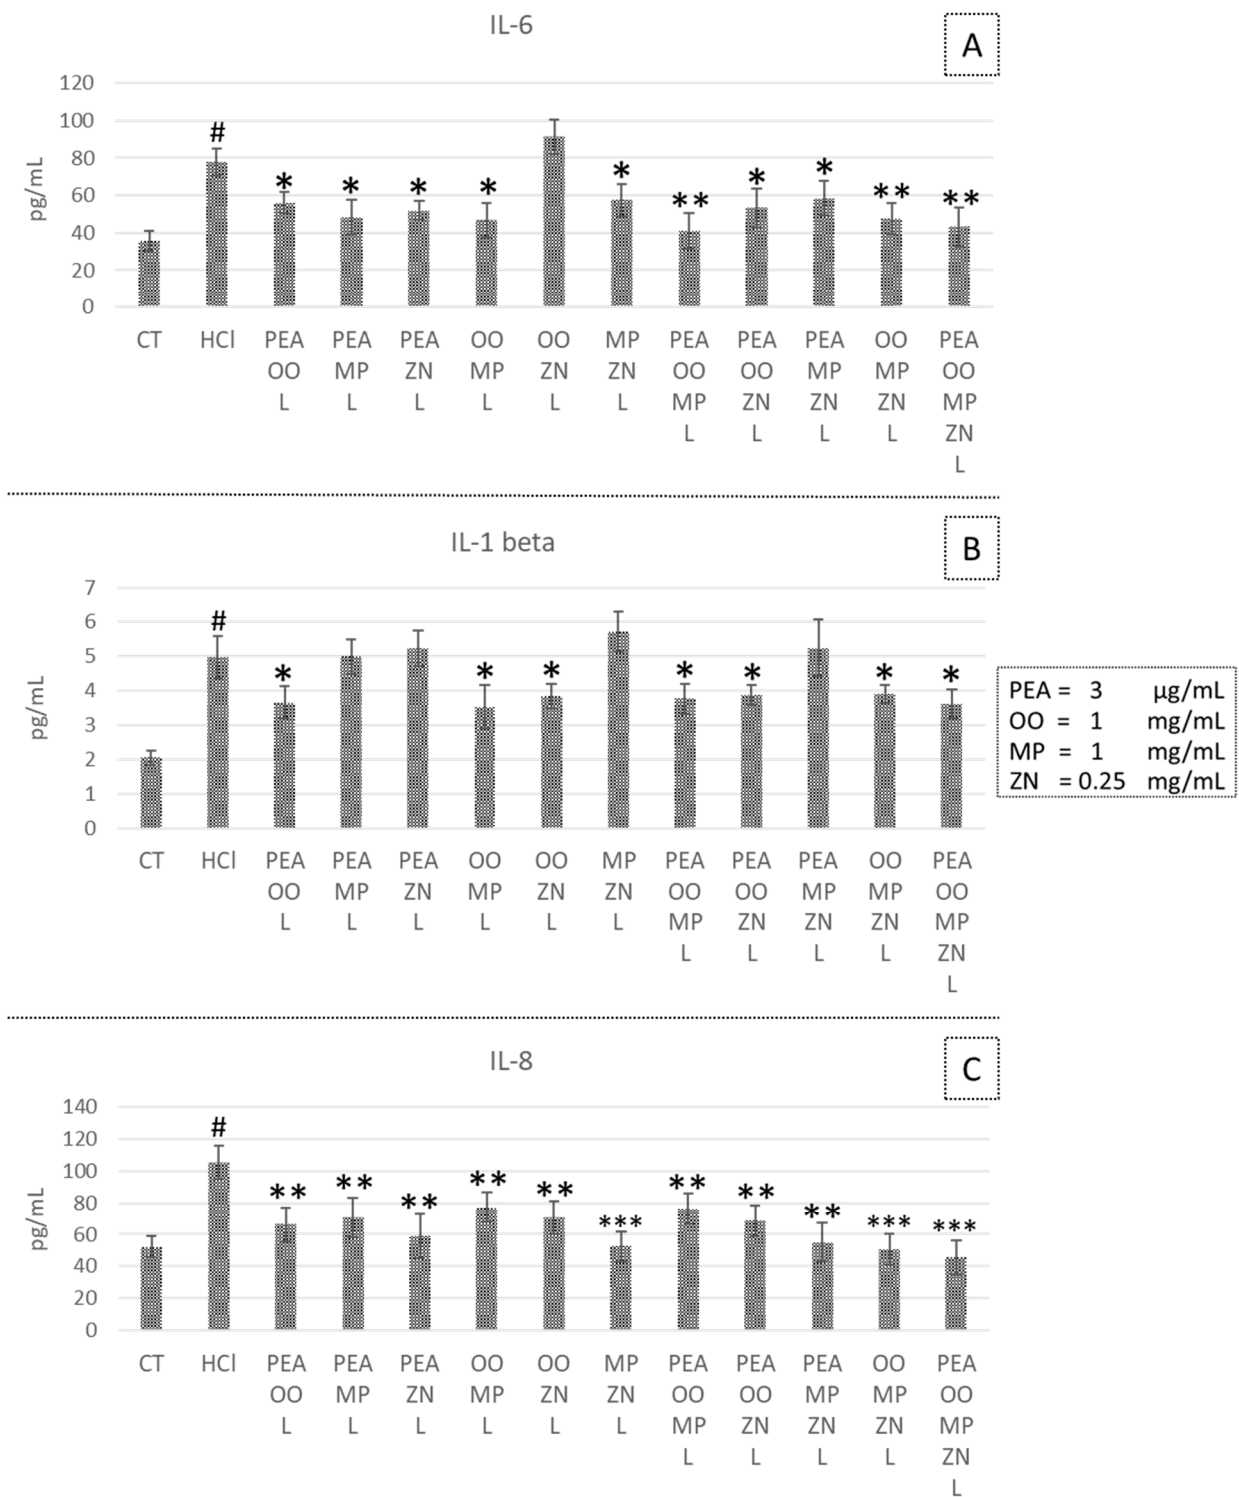 IL-6
A
120
100
80
60
40
20
0
pg/mL
#
*
*
*
*
*
**
*
*
**
**
CT HCl PEA PEA PEA OO OO MP PEA PEA PEA OO PEA
OO MP ZN MP ZN ZN OO OO MP MP OO
L L L L L L MP ZN ZN ZN MP
L L L L ZN
L
IL-1 beta
B
7
6
5
4
3
2
1
0
pg/mL
#
*
*
*
*
*
*
*
CT HCl PEA PEA PEA OO OO MP PEA PEA PEA OO PEA
OO MP ZN MP ZN ZN OO OO MP MP OO
L L L L L L MP ZN ZN ZN MP
L L L L ZN
L
PEA = 3 µg/mL
OO = 1 mg/mL
MP = 1 mg/mL
ZN = 0.25 mg/mL
IL-8
C
140
120
100
80
60
40
20
0
pg/mL
#
**
**
**
**
**
***
**
**
**
***
***
CT HCl PEA PEA PEA OO OO MP PEA PEA PEA OO PEA
OO MP ZN MP ZN ZN OO OO MP MP OO
L L L L L L MP ZN ZN ZN MP
L L L L ZN
L